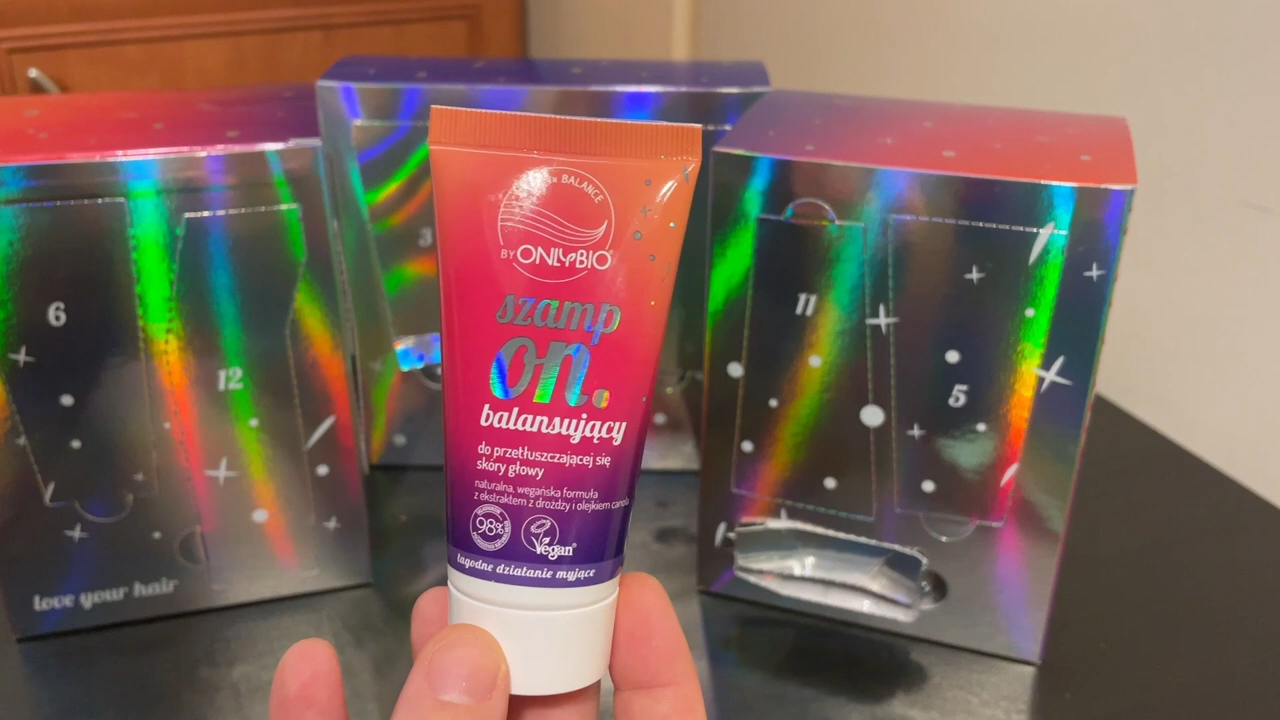 BALANCE
BY ONLYBIO®
szamp
on.
balansujący
do przetłuszczającej się
skóry głowy
naturalna, wegańska formuła
z ekstraktem z drożdży i olejkiem canola
98%
Vegan
łagodne działanie myjące
6
12
love your hair
3
11
5